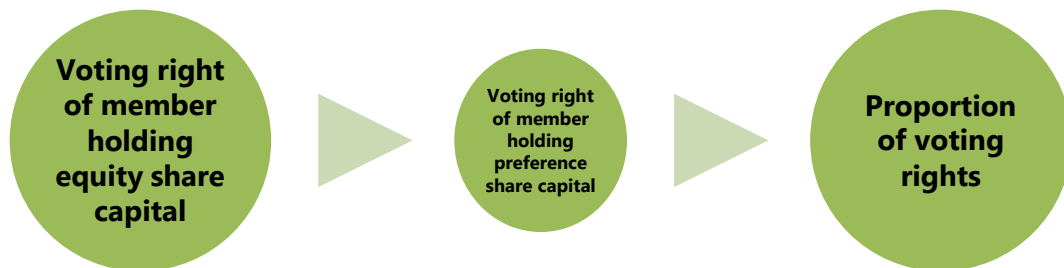 Voting right
of member
holding
equity share
capital
Voting right
of member
holding
preference
share capital
Proportion
of voting
rights